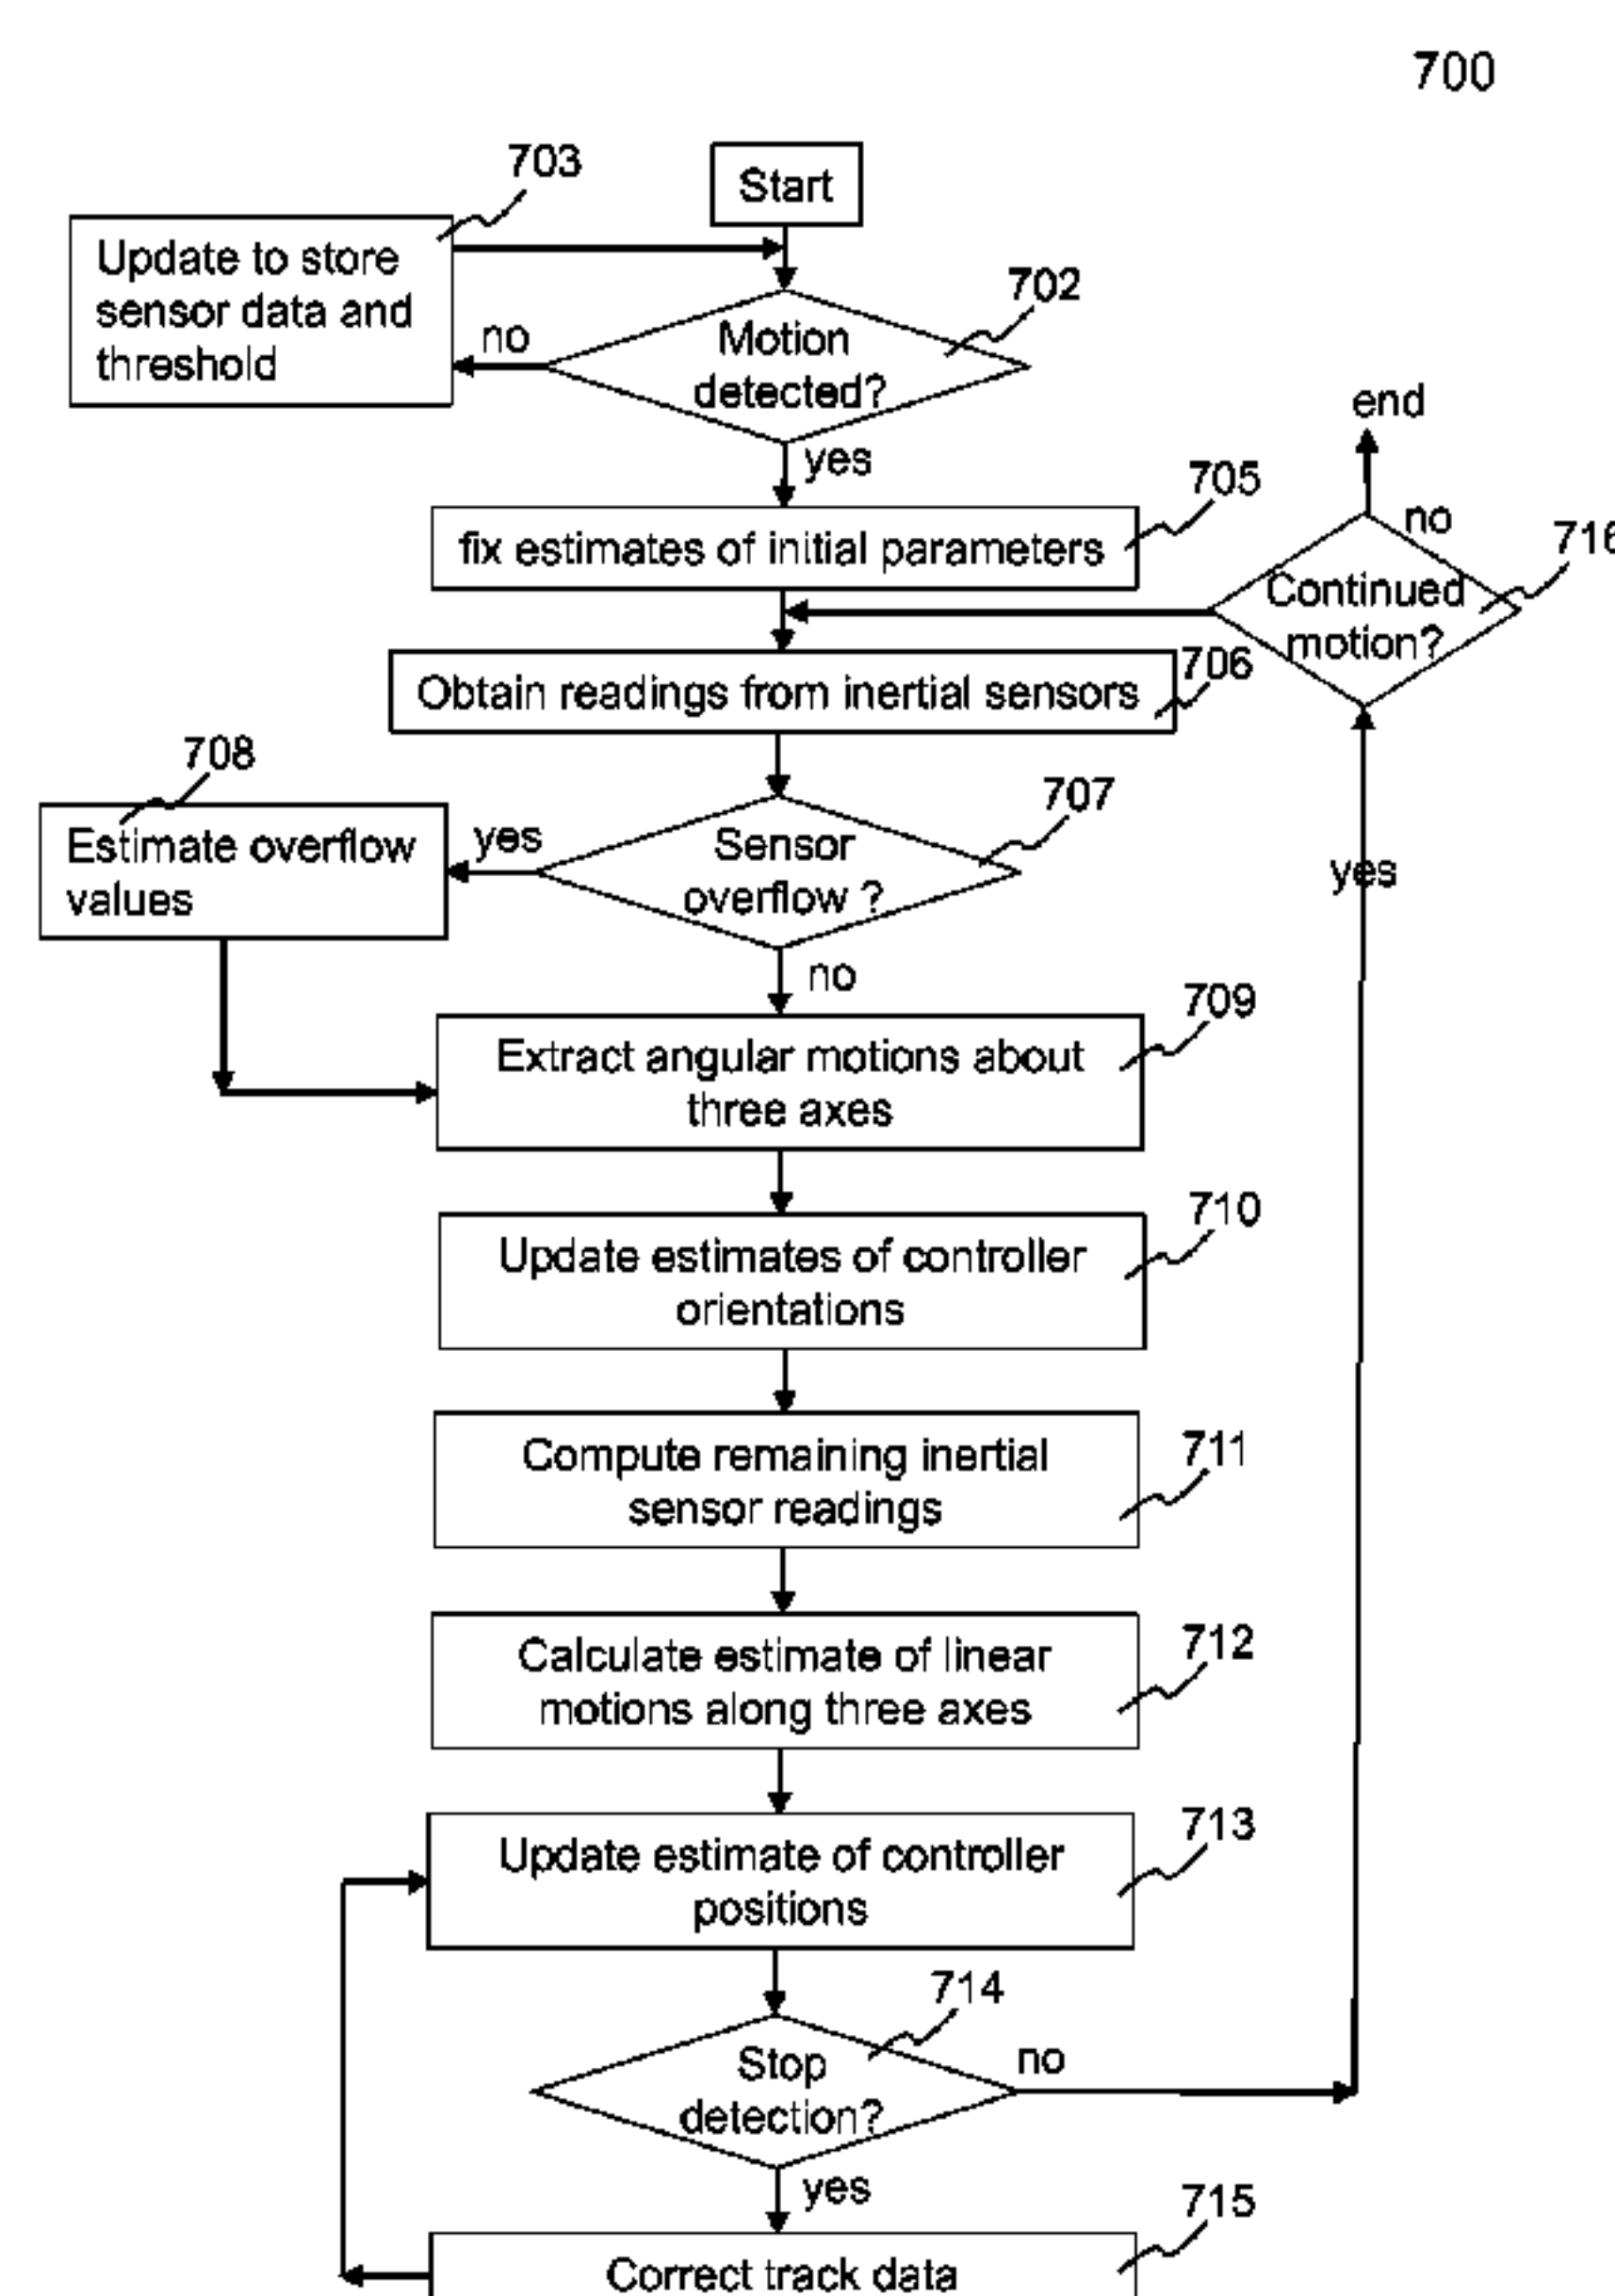 700
703
Start
Update to store
sensor data and
threshold
702
no
Motion
detected?
yes
end
705
fix estimates of initial parameters
no
716
Continued
motion?
706
Obtain readings from inertial sensors
708
707
Estimate overflow
values
yes
Sensor
overflow ?
yes
no
709
Extract angular motions about
three axes
710
Update estimates of controller
orientations
711
Compute remaining inertial
sensor readings
712
Calculate estimate of linear
motions along three axes
713
Update estimate of controller
positions
714
Stop
detection?
no
yes
715
Correct track data